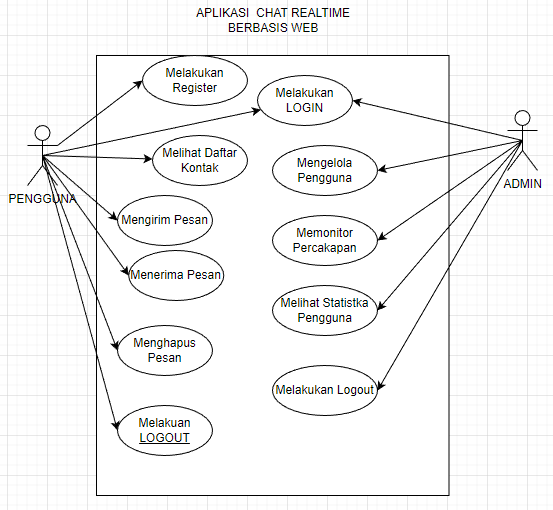 APLIKASI CHAT REALTIME
BERBASIS WEB
Melakukan
Register
Melakukan
LOGIN
Melihat Daftar
Kontak
Mengelola
Pengguna
PENGGUNA
ADMIN
Mengirim Pesan
Memonitor
Percakapan
Menerima Pesan
Melihat Statistka
Pengguna
Menghapus
Pesan
Melakukan Logout
Melakuan
LOGOUT